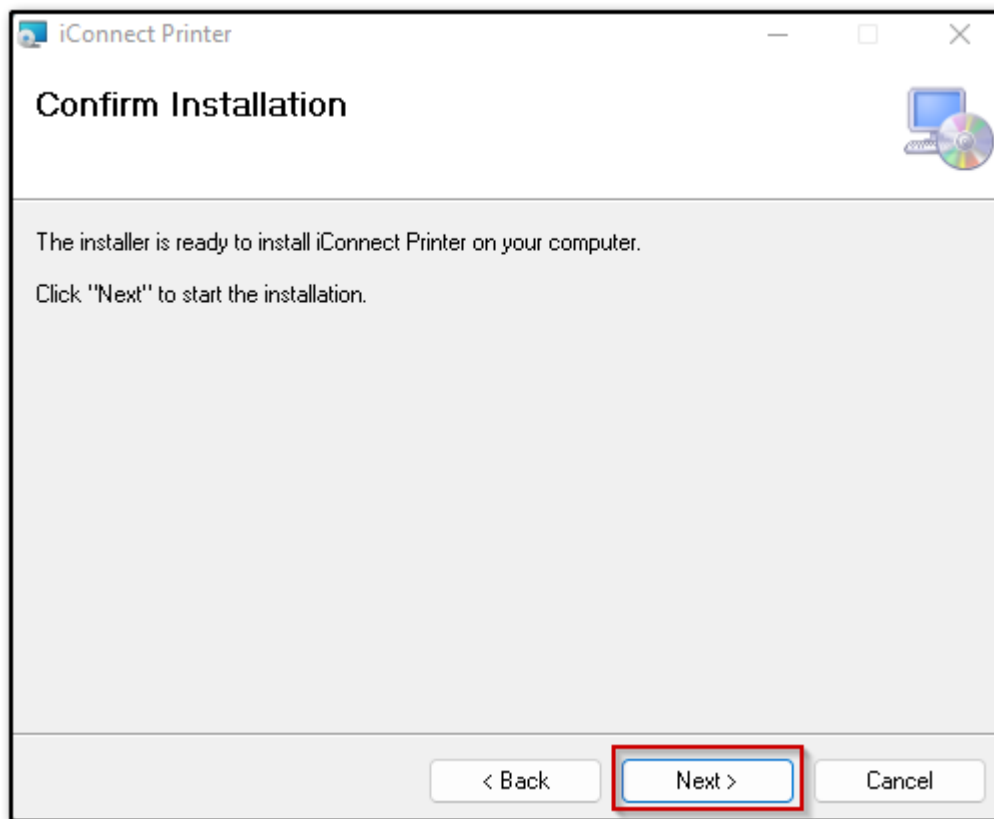 iConnect Printer
Confirm Installation
The installer is ready to install iConnect Printer on your computer.
Click "Next" to start the installation.
< Back
Next >
Cancel